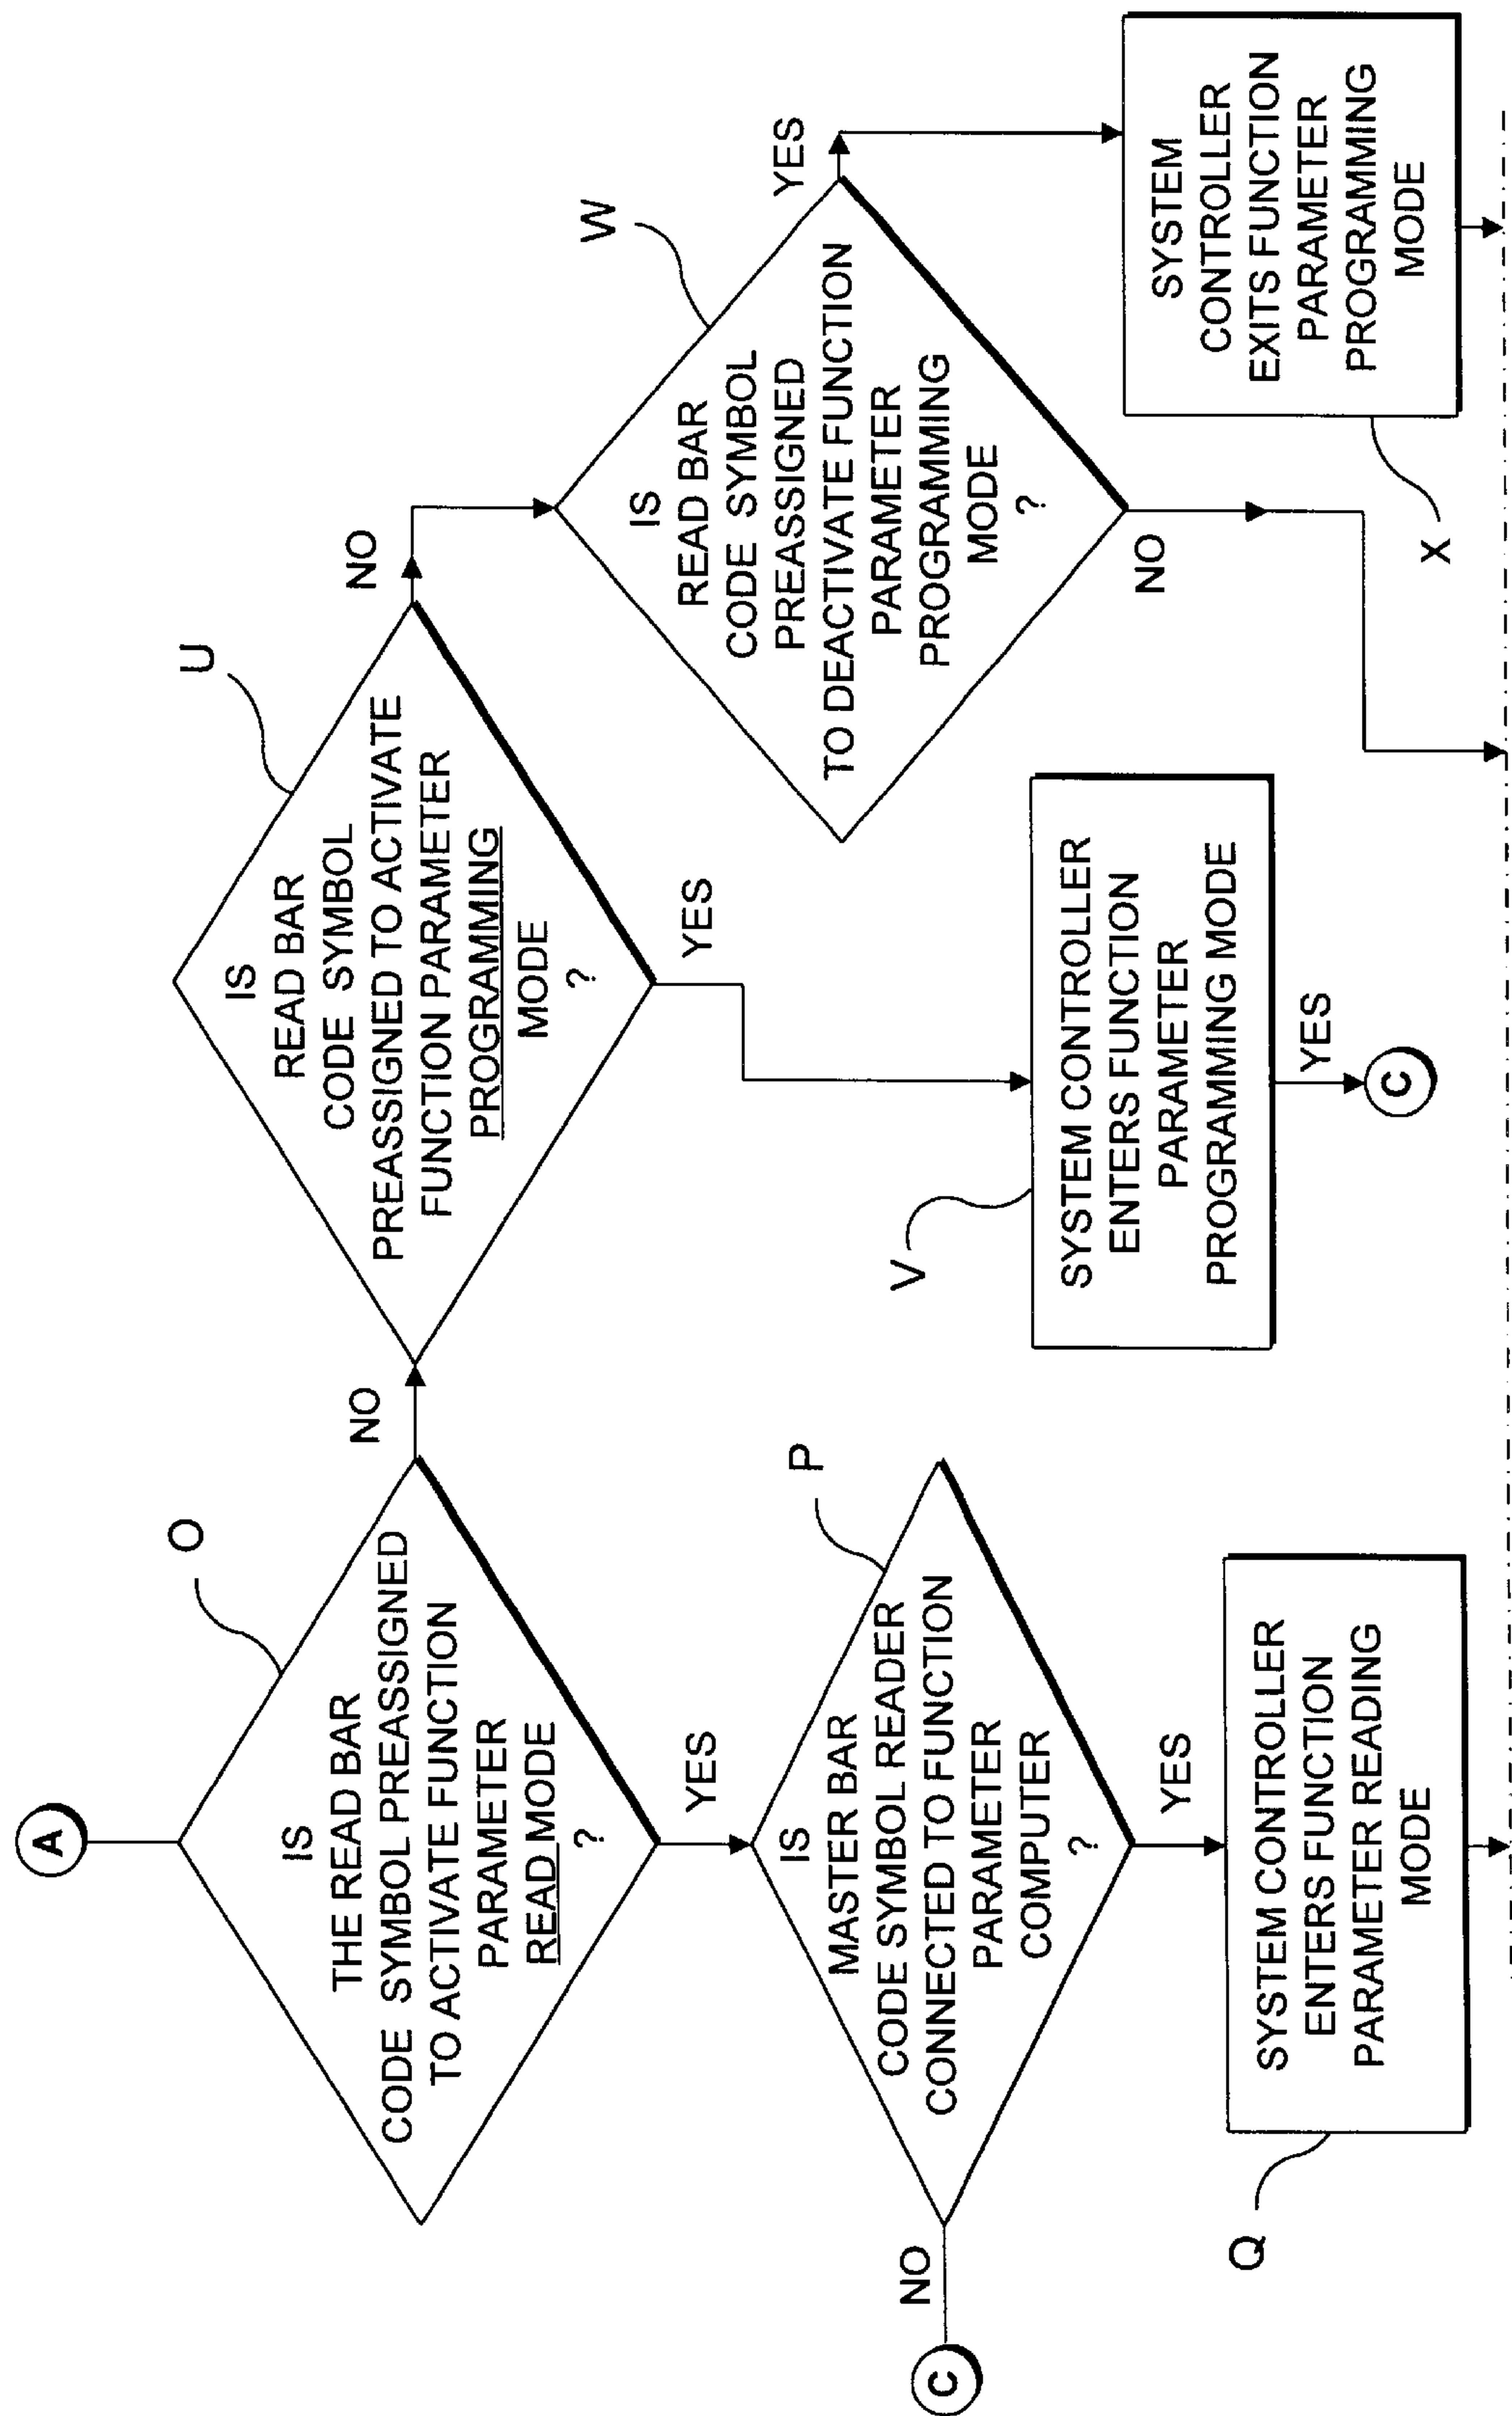 A
O
IS
THE READ BAR
CODE SYMBOL PREASSIGNED
TO ACTIVATE FUNCTION
PARAMETER
READ MODE
?
NO
YES
U
IS
READ BAR
CODE SYMBOL
PREASSIGNED TO ACTIVATE
FUNCTION PARAMETER
PROGRAMMING
MODE
?
NO
YES
W
IS
READ BAR
CODE SYMBOL
PREASSIGNED
TO DEACTIVATE FUNCTION
PARAMETER
PROGRAMMING
MODE
?
YES
NO
P
IS
MASTER BAR
CODE SYMBOL READER
CONNECTED TO FUNCTION
PARAMETER
COMPUTER
?
NO
C
YES
Q
SYSTEM CONTROLLER
ENTERS FUNCTION
PARAMETER READING
MODE
V
SYSTEM CONTROLLER
ENTERS FUNCTION
PARAMETER
PROGRAMMING MODE
YES
C
X
SYSTEM
CONTROLLER
EXITS FUNCTION
PARAMETER
PROGRAMMING
MODE